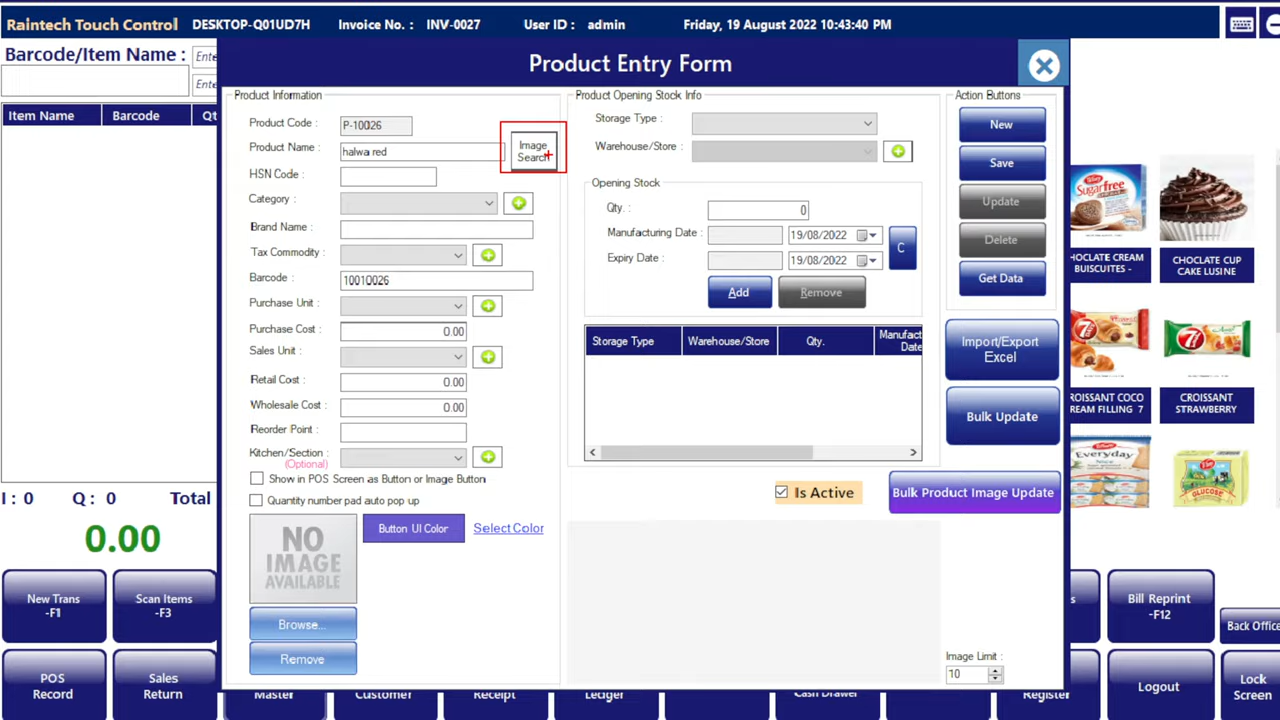 Raintech Touch Control DESKTOP-Q01UD7H Invoice No. : INV-0027 User ID : admin Friday, 19 August 2022 10:43:40 PM
Barcode/Item Name :
Item Name Barcode
I : 0 Q : 0 Total
0.00
New Trans
-F1
Scan Items
-F3
POS
Record
Sales
Return
Product Entry Form
Product Information
Product Code : P-10026
Product Name : halwa red
Image
Search
HSN Code :
Category :
Brand Name :
Tax Commodity :
Barcode : 10010026
Purchase Unit :
Purchase Cost : 0.00
Sales Unit :
Retail Cost : 0.00
Wholesale Cost : 0.00
Reorder Point :
Kitchen/Section :
(Optional)
Show in POS Screen as Button or Image Button
Quantity number pad auto pop up
NO
IMAGE
AVAILABLE
Button UI Color Select Color
Browse...
Remove
Product Opening Stock Info
Storage Type :
Warehouse/Store :
Opening Stock
Qty. : 0
Manufacturing Date : 19/08/2022
Expiry Date : 19/08/2022
C
Add Remove
Storage Type Warehouse/Store Qty. Manufact
Date
Is Active
Bulk Product Image Update
Action Buttons
New
Save
Update
Delete
Get Data
Import/Export
Excel
Bulk Update
Image Limit :
10
Sugarfree
HOCLATE CREAM
BUISCUITES -
CHOCLATE CUP
CAKE LUSINE
ROISSANT COCO
REAM FILLING 7
CROISSANT
STRAWBERRY
Everyday
GLUCOSE
Bill Reprint
-F12
Back Office
Master Customer Receipt Ledger Cash Drawer Register
Logout
Lock
Screen